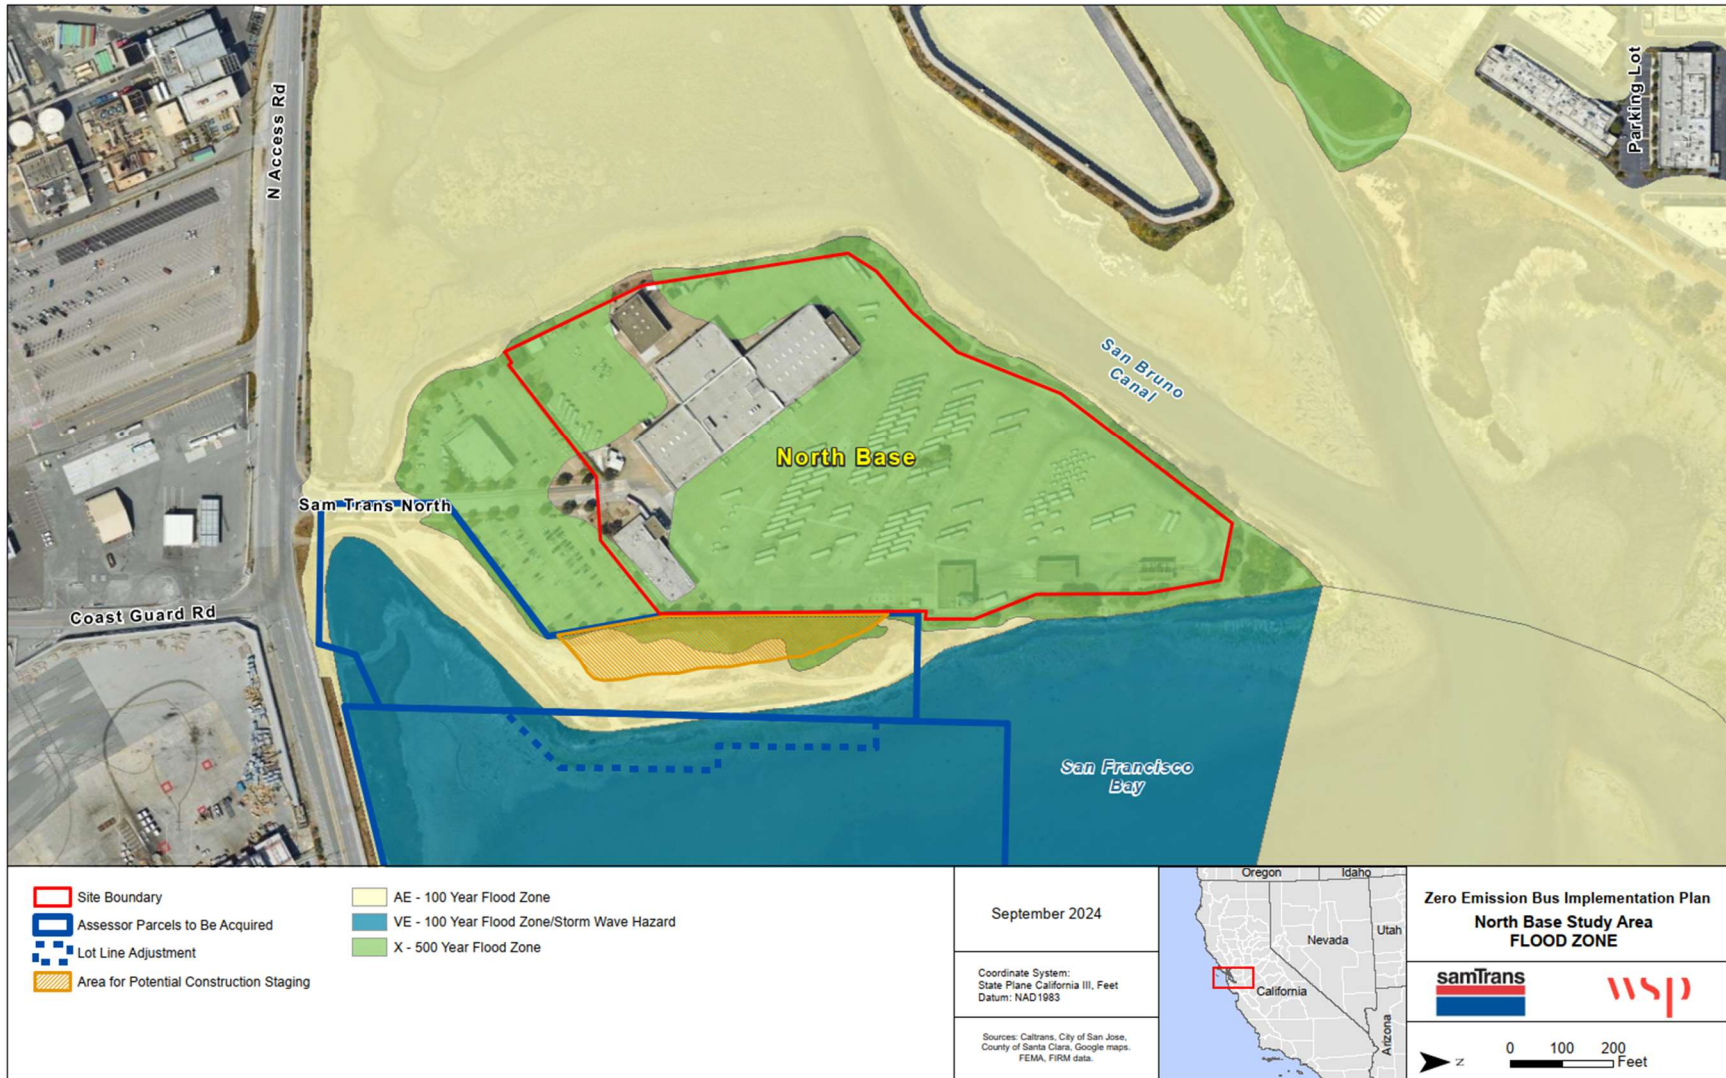 N Access Rd
Parking Lot
San Bruno
Canal
North Base
Sam Trans North
Coast Guard Rd
San Francisco
Bay
Site Boundary
Assessor Parcels to Be Acquired
Lot Line Adjustment
Area for Potential Construction Staging
AE - 100 Year Flood Zone
VE - 100 Year Flood Zone/Storm Wave Hazard
X - 500 Year Flood Zone
September 2024
Coordinate System:
State Plane California III, Feet
Datum: NAD1983
Sources: Caltrans, City of San Jose,
County of Santa Clara, Google maps.
FEMA, FIRM data.
Oregon
Idaho
Nevada
Utah
California
Arizona
Zero Emission Bus Implementation Plan
North Base Study Area
FLOOD ZONE
samTrans
wsp
N
0 100 200
Feet